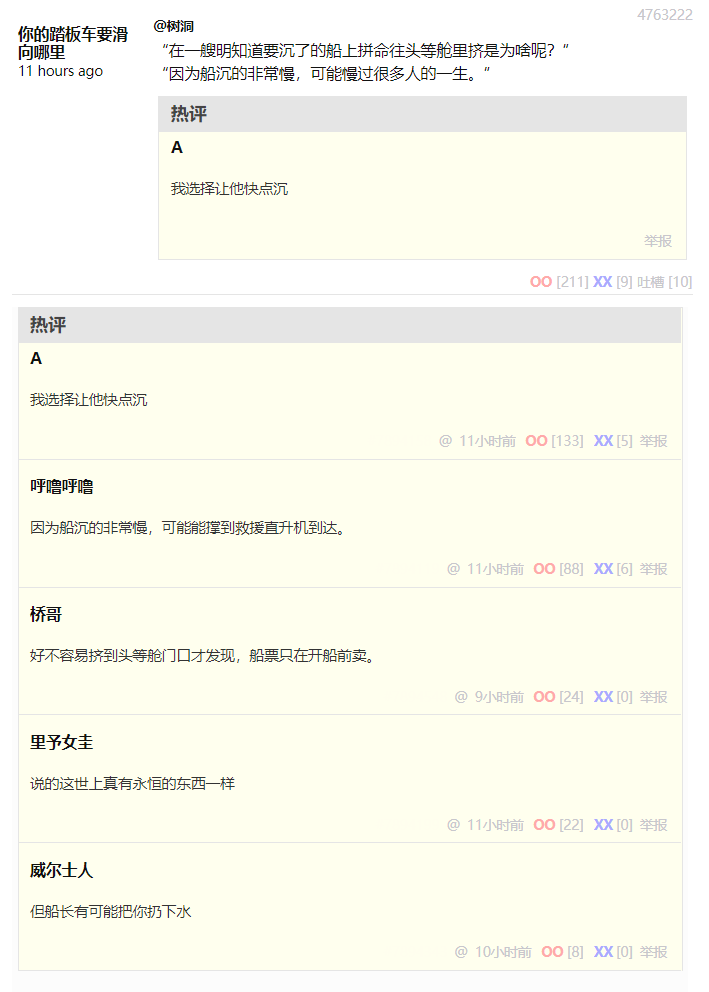 4763222
你的踏板车要滑
向哪里
11 hours ago
@树洞
“在一艘明知道要沉了的船上拼命往头等舱里挤是为啥呢？”
“因为船沉的非常慢，可能慢过很多人的一生。”
热评
A
我选择让他快点沉
举报
OO [211] XX [9] 吐槽 [10]
热评
A
我选择让他快点沉
@ 11小时前 OO [133] XX [5] 举报
呼噜呼噜
因为船沉的非常慢，可能能撑到救援直升机到达。
@ 11小时前 OO [88] XX [6] 举报
桥哥
好不容易挤到头等舱门口才发现，船票只在开船前卖。
@ 9小时前 OO [24] XX [0] 举报
里予女圭
说的这世上真有永恒的东西一样
@ 11小时前 OO [22] XX [0] 举报
威尔士人
但船长有可能把你扔下水
@ 10小时前 OO [8] XX [0] 举报